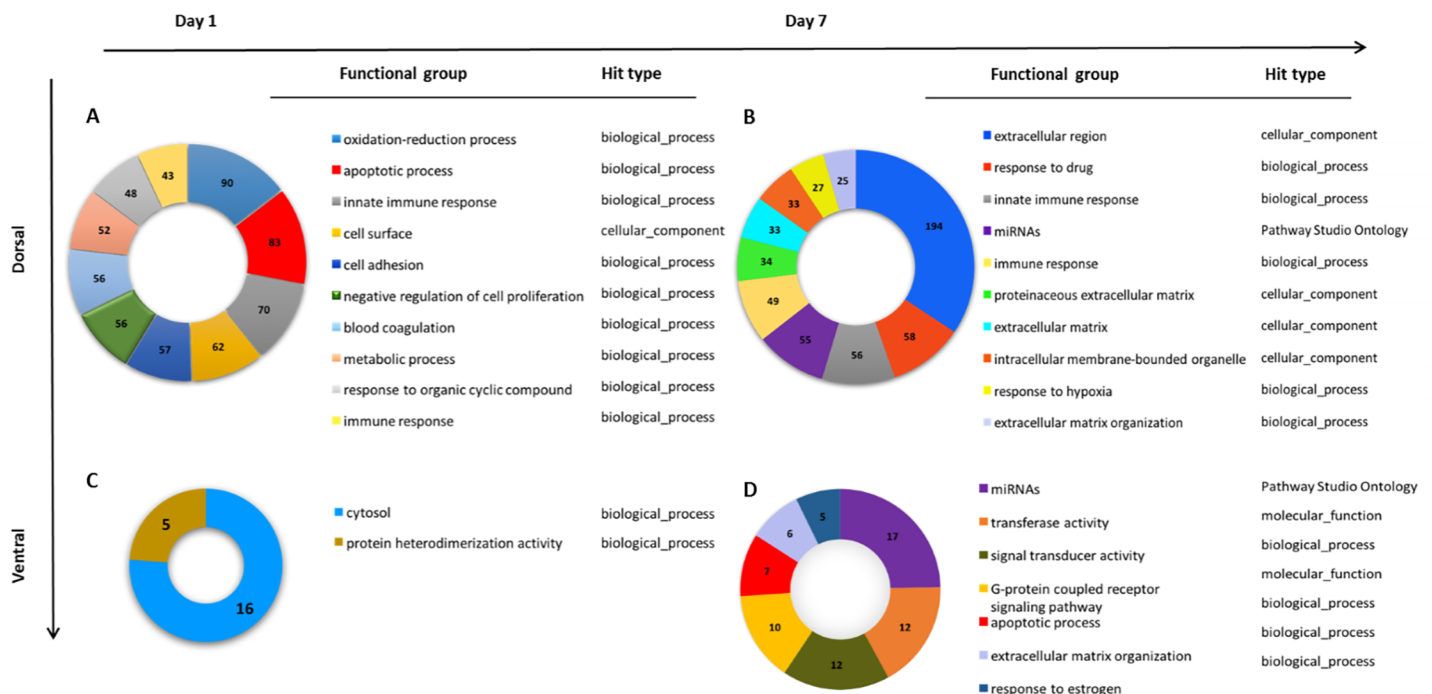 Day 1
Day 7
Functional group Hit type
Functional group Hit type
Dorsal
Ventral
A
90
83
70
62
57
56
56
52
48
43
oxidation-reduction process biological_process
apoptotic process biological_process
innate immune response biological_process
cell surface cellular_component
cell adhesion biological_process
negative regulation of cell proliferation biological_process
blood coagulation biological_process
metabolic process biological_process
response to organic cyclic compound biological_process
immune response biological_process
B
194
58
56
55
49
34
33
33
27
25
extracellular region cellular_component
response to drug biological_process
innate immune response biological_process
miRNAs Pathway Studio Ontology
immune response biological_process
proteinaceous extracellular matrix cellular_component
extracellular matrix cellular_component
intracellular membrane-bounded organelle cellular_component
response to hypoxia biological_process
extracellular matrix organization biological_process
C
5
16
cytosol biological_process
protein heterodimerization activity biological_process
D
17
12
12
10
7
6
5
miRNAs Pathway Studio Ontology
transferase activity molecular_function
signal transducer activity biological_process
G-protein coupled receptor molecular_function
signaling pathway biological_process
apoptotic process
extracellular matrix organization biological_process
response to estrogen biological_process